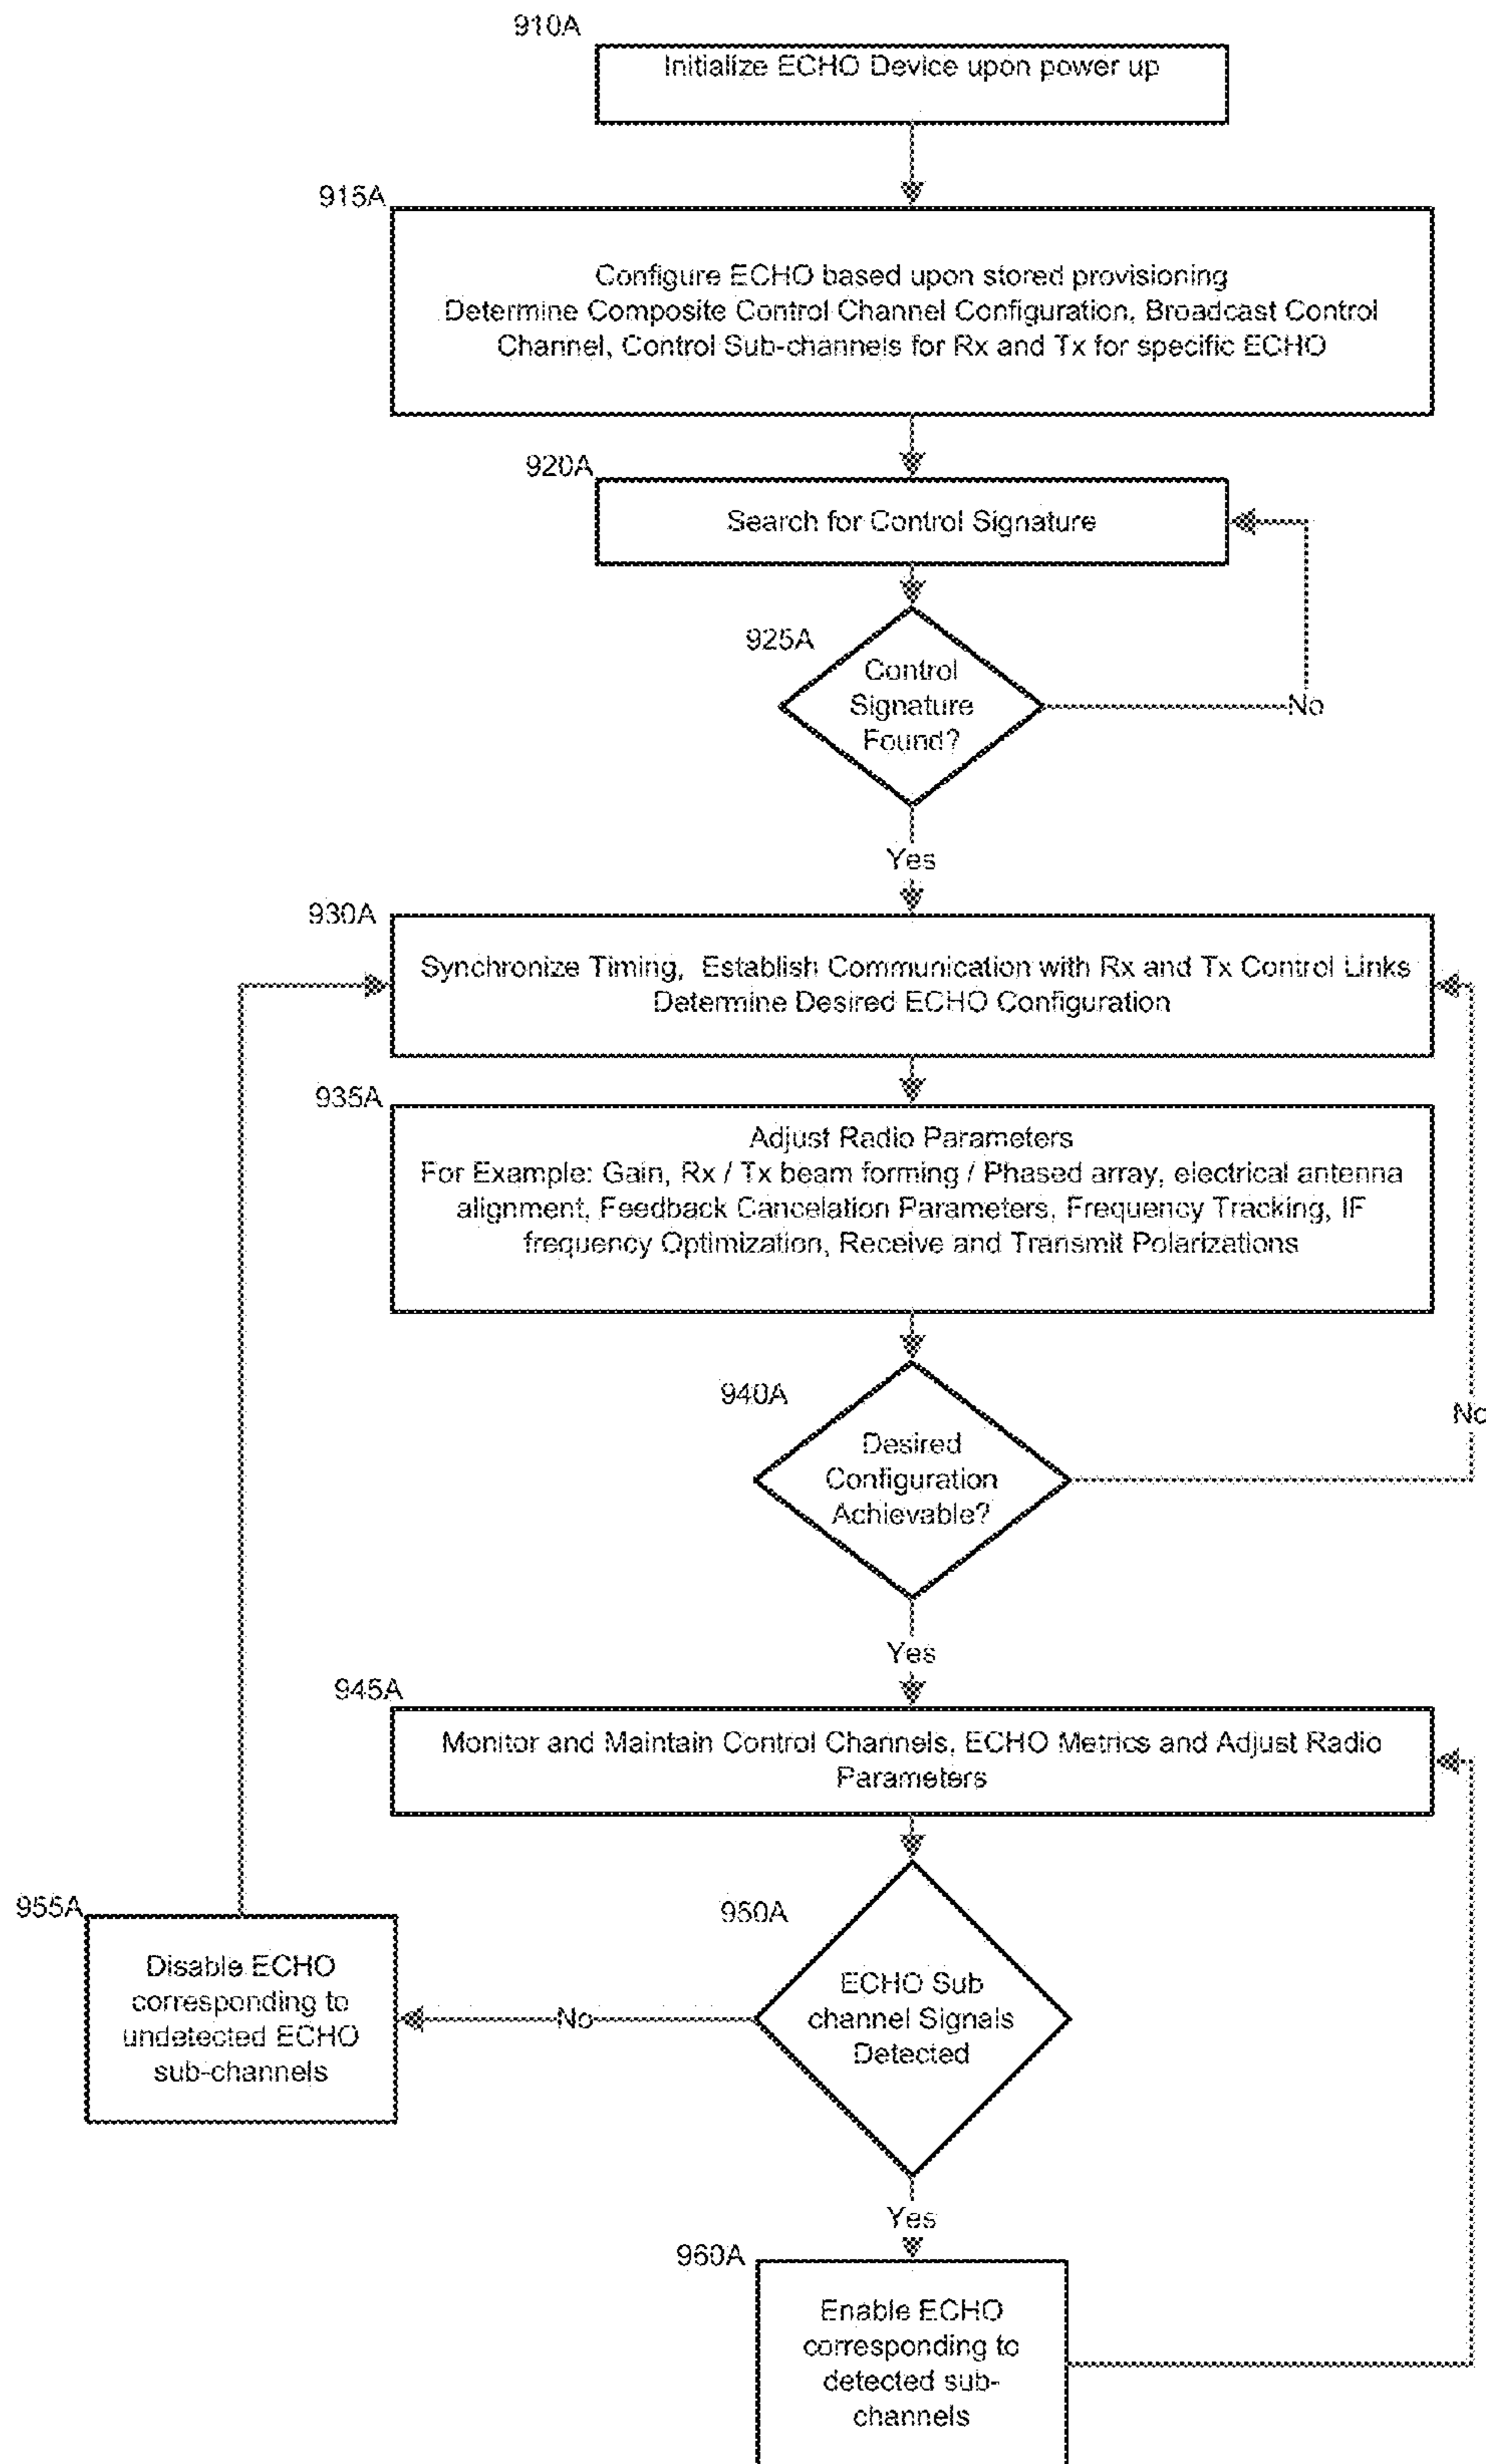 910A
Initialize ECHO Device upon power up
915A
Configure ECHO based upon stored provisioning
Determine Composite Control Channel Configuration, Broadcast Control
Channel, Control Sub-channels for Rx and Tx for specific ECHO
920A
Search for Control Signature
925A
Control
Signature
Found?
No
Yes
930A
Synchronize Timing, Establish Communication with Rx and Tx Control Links
Determine Desired ECHO Configuration
935A
Adjust Radio Parameters
For Example: Gain, Rx / Tx beam forming / Phased array, electrical antenna
alignment, Feedback Cancelation Parameters, Frequency Tracking, IF
frequency Optimization, Receive and Transmit Polarizations
940A
Desired
Configuration
Achievable?
No
Yes
945A
Monitor and Maintain Control Channels, ECHO Metrics and Adjust Radio
Parameters
950A
ECHO Sub
channel Signals
Detected
No
955A
Disable ECHO
corresponding to
undetected ECHO
sub-channels
Yes
960A
Enable ECHO
corresponding to
detected sub-
channels